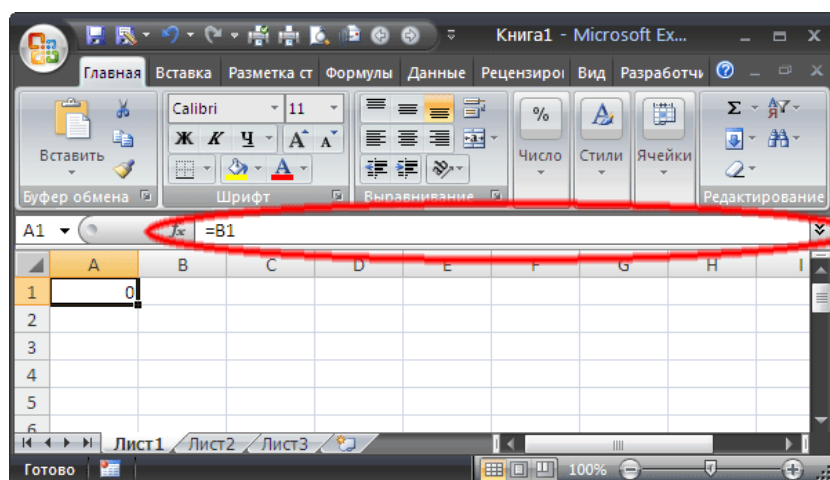 Книга1 - Microsoft Ex...
Главная Вставка Разметка ст Формулы Данные Рецензиро Вид Разработч
Calibri 11 % Σ
Ж К Ч А А А
Вставить Число Стили Ячейки
А
Буфер обмена Шрифт Выравнивание Редактирование
A1 fx =B1
A B C D E F G H I
1 0
2
3
4
5
6
Лист1 Лист2 Лист3
Готово 100%